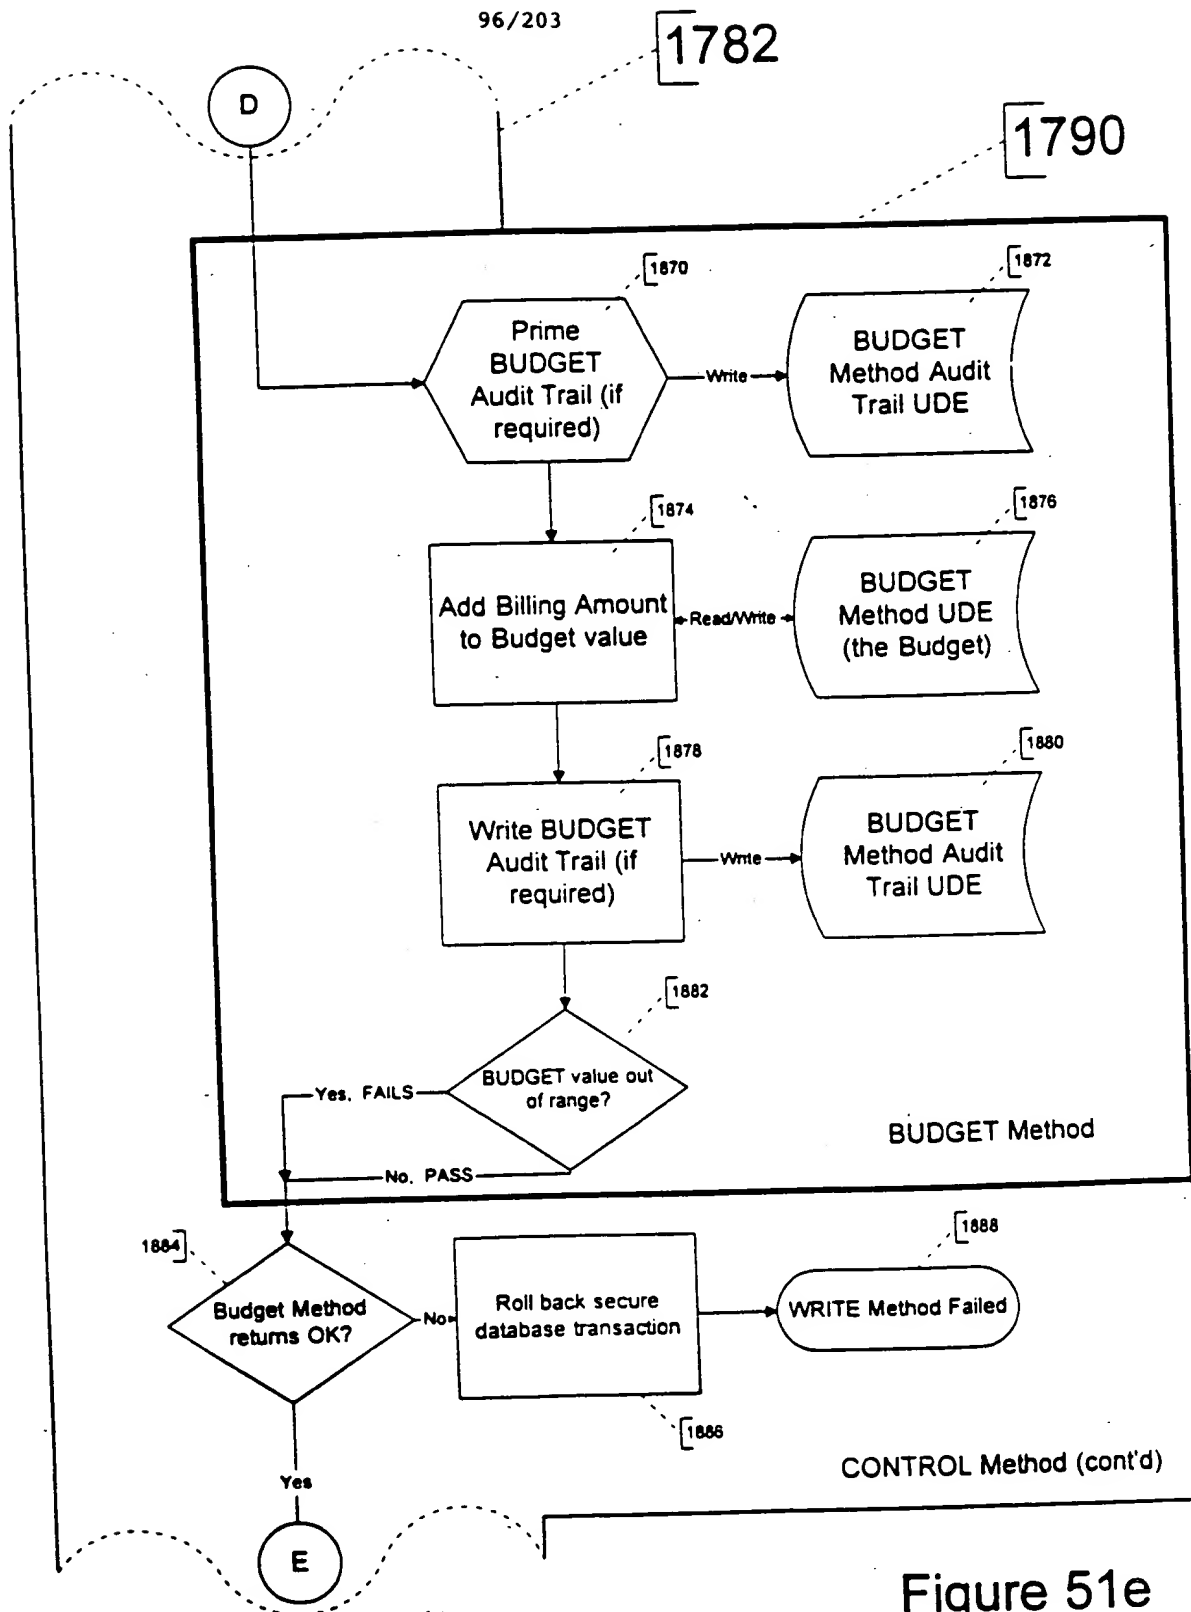 96/203
1782
D
1790
1870
1872
Prime
BUDGET
Audit Trail (if
required)
Write
BUDGET
Method Audit
Trail UDE
1874
1876
Add Billing Amount
to Budget value
Read/Write
BUDGET
Method UDE
(the Budget)
1878
1880
Write BUDGET
Audit Trail (if
required)
Write
BUDGET
Method Audit
Trail UDE
1882
BUDGET value out
of range?
Yes, FAILS
No, PASS
BUDGET Method
1884
1888
Budget Method
returns OK?
No
Roll back secure
database transaction
WRITE Method Failed
1886
Yes
CONTROL Method (cont'd)
E
Figure 51e